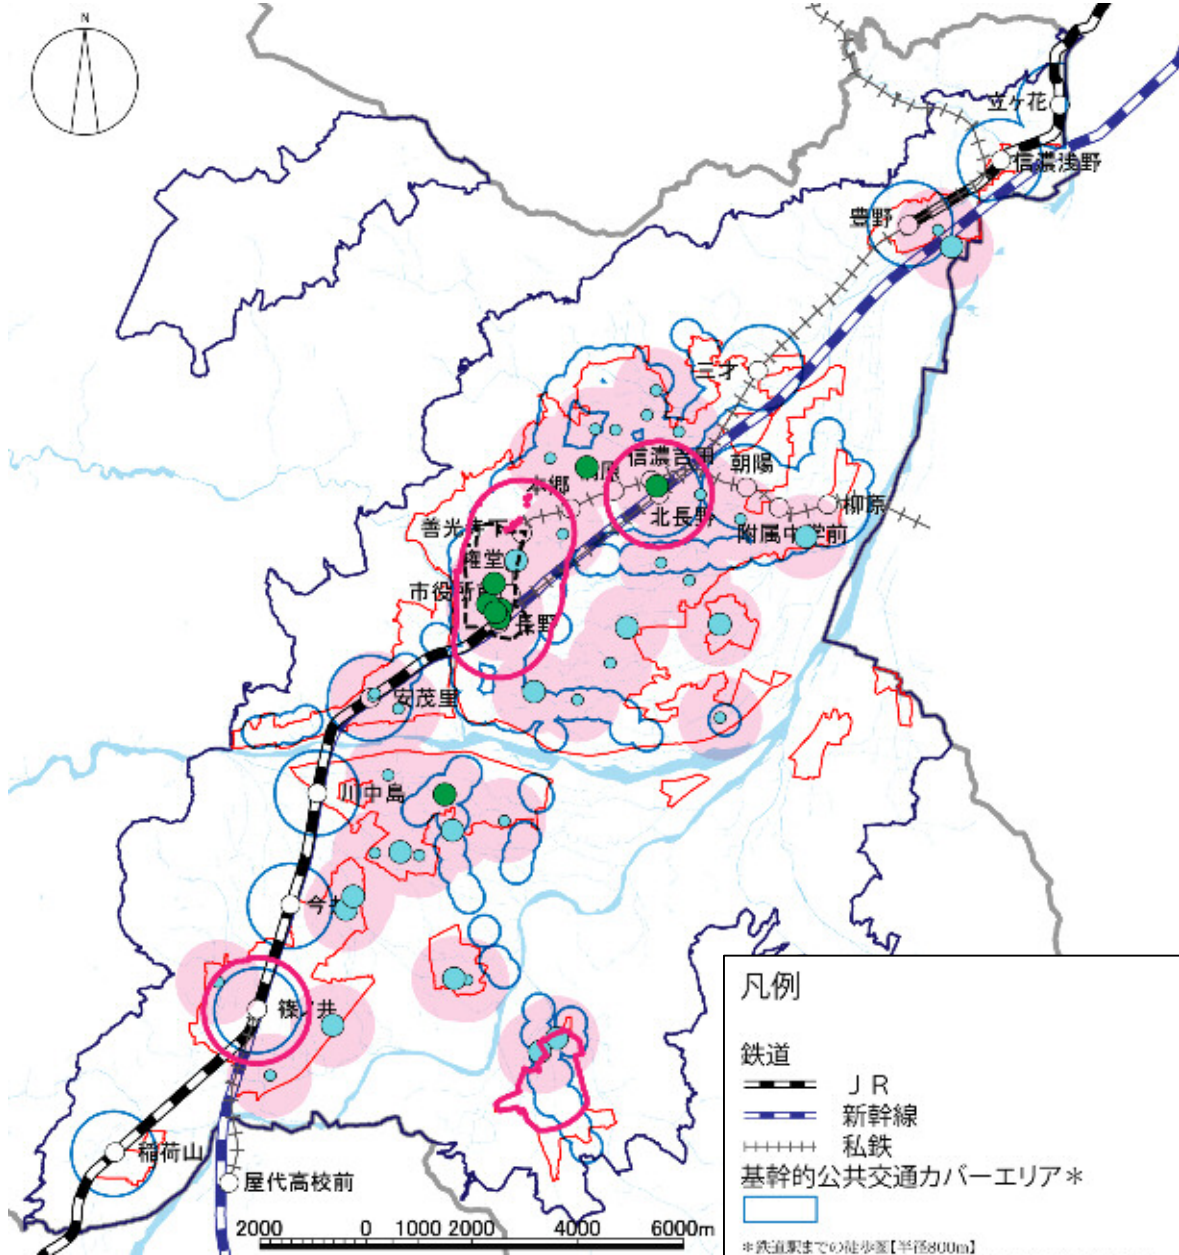 N
立ヶ花
信濃浅野
豊野
三才
信濃吉田
朝陽
本郷
北長野
柳原
善光寺下
附属中学前
権堂
市役所前
長野
安茂里
川中島
今井
篠ノ井
稲荷山
屋代高校前
2000 0 1000 2000 4000 6000m
凡例
鉄道
ＪＲ
新幹線
私鉄
基幹的公共交通カバーエリア＊
＊鉄道駅までの徒歩圏【半径800m】